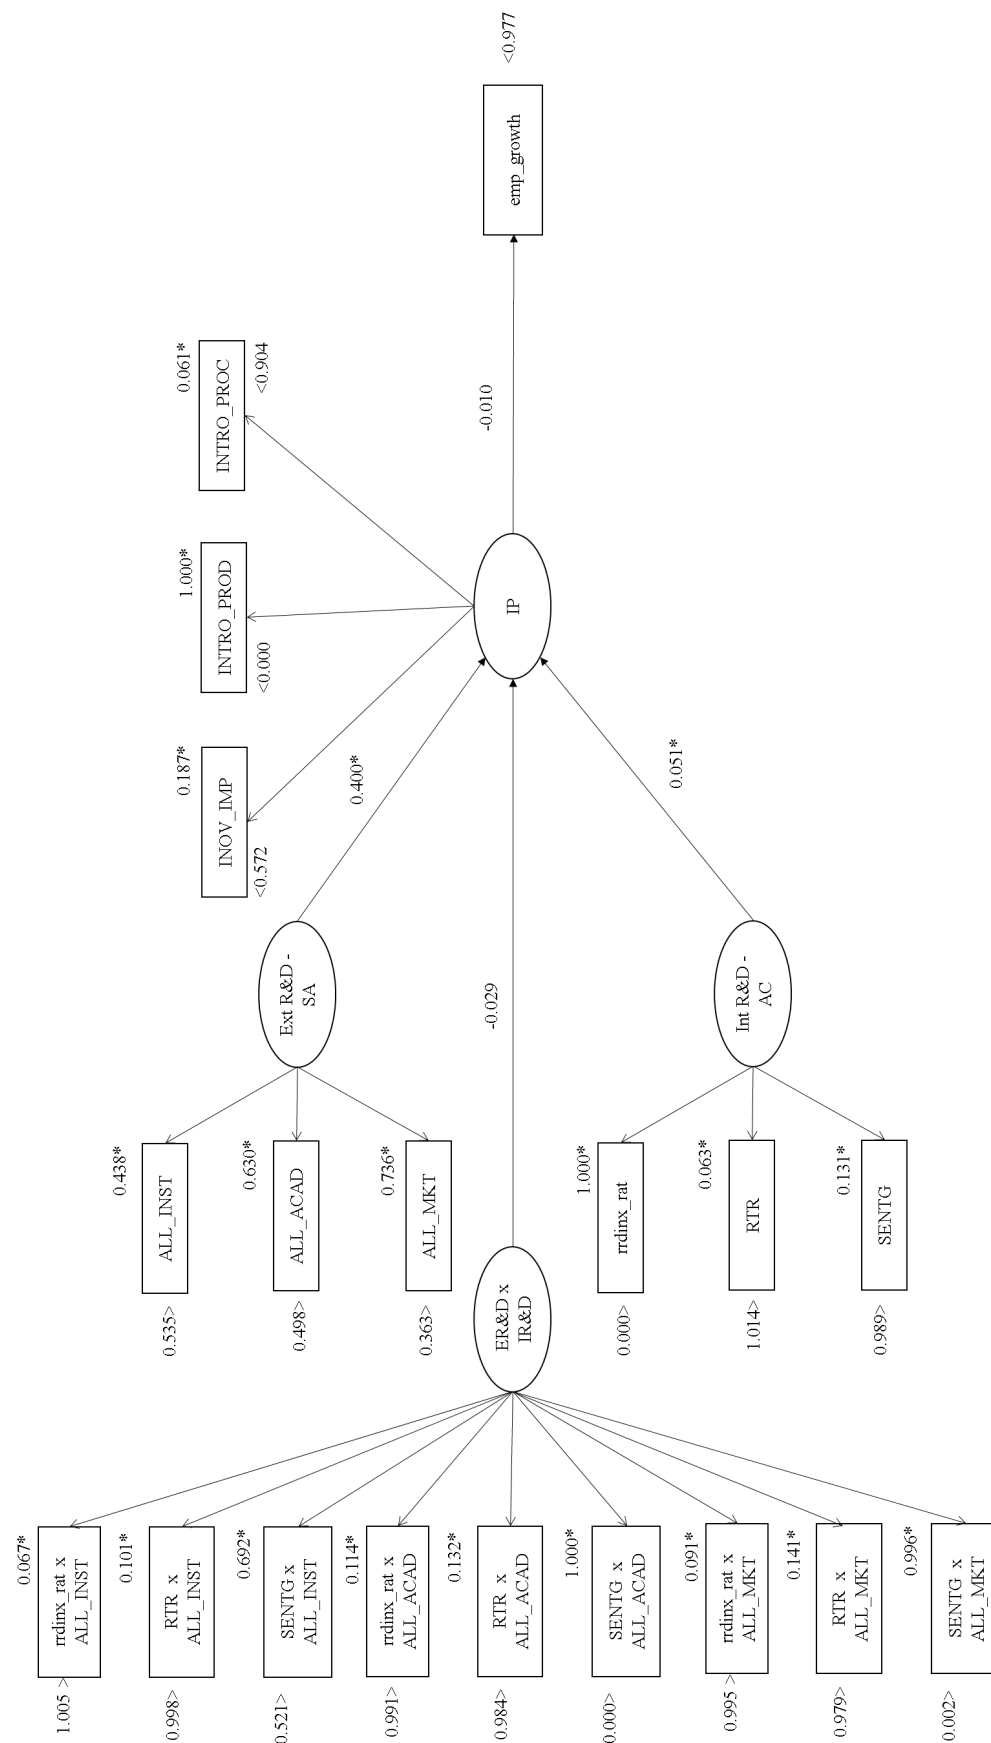 0.067*
1.005 >
rrdinx_rat x
ALL_INST
0.101*
0.998>
RTR x
ALL_INST
0.692*
0.521>
SENTG x
ALL_INST
0.114*
0.991>
rrdinx_rat x
ALL_ACAD
0.132*
0.984>
RTR x
ALL_ACAD
1.000*
0.000>
SENTG x
ALL_ACAD
0.091*
0.995 >
rrdinx_rat x
ALL_MKT
0.141*
0.979>
RTR x
ALL_MKT
0.996*
0.002>
SENTG x
ALL_MKT
ER&D x
IR&D
0.438*
0.535>
ALL_INST
0.630*
0.498>
ALL_ACAD
0.736*
0.363>
ALL_MKT
1.000*
0.000>
rrdinx_rat
0.063*
1.014>
RTR
0.131*
0.989>
SENTG
Ext R&D -
SA
Int R&D -
AC
0.400*
-0.029
0.051*
0.187*
INOV_IMP
<0.572
1.000*
INTRO_PROD
<0.000
0.061*
INTRO_PROC
<0.904
IP
-0.010
emp_growth
<0.977